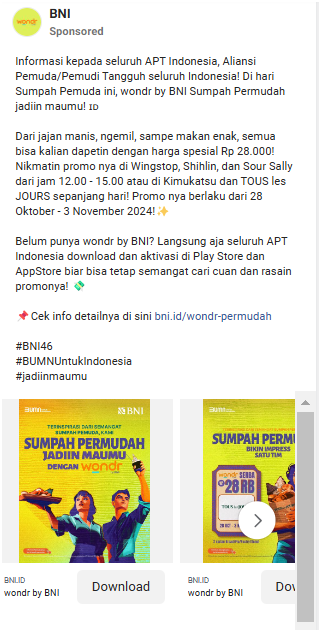 wondr
BNI
Sponsored
Informasi kepada seluruh APT Indonesia, Aliansi
Pemuda/Pemudi Tangguh seluruh Indonesia! Di hari
Sumpah Pemuda ini, wondr by BNI Sumpah Permudah
jadiin maumu! ID
Dari jajan manis, ngemil, sampe makan enak, semua
bisa kalian dapetin dengan harga spesial Rp 28.000!
Nikmatin promo nya di Wingstop, Shihlin, dan Sour Sally
dari jam 12.00 - 15.00 atau di Kimukatsu dan TOUS les
JOURS sepanjang hari! Promo nya berlaku dari 28
Oktober - 3 November 2024!✨
Belum punya wondr by BNI? Langsung aja seluruh APT
Indonesia download dan aktivasi di Play Store dan
AppStore biar bisa tetap semangat cari cuan dan rasain
promonya! 💸
📌Cek info detailnya di sini bni.id/wondr-permudah
#BNI46
#BUMNUntukIndonesia
#jadiinmaumu
BUMN
BNI
TERINSPIRASI DARI SEMANGAT
SUMPAH PEMUDA, KAMI
SUMPAH PERMUDAH
JADIIN MAUMU
DENGAN wondr
BNI.ID
wondr by BNI
Download
BUMN
SUMPAH PERMU
BIKIN IMPRESS
SATU TIM
wondr SERBA
28 RB
BNI.ID
wondr by BNI
Dov